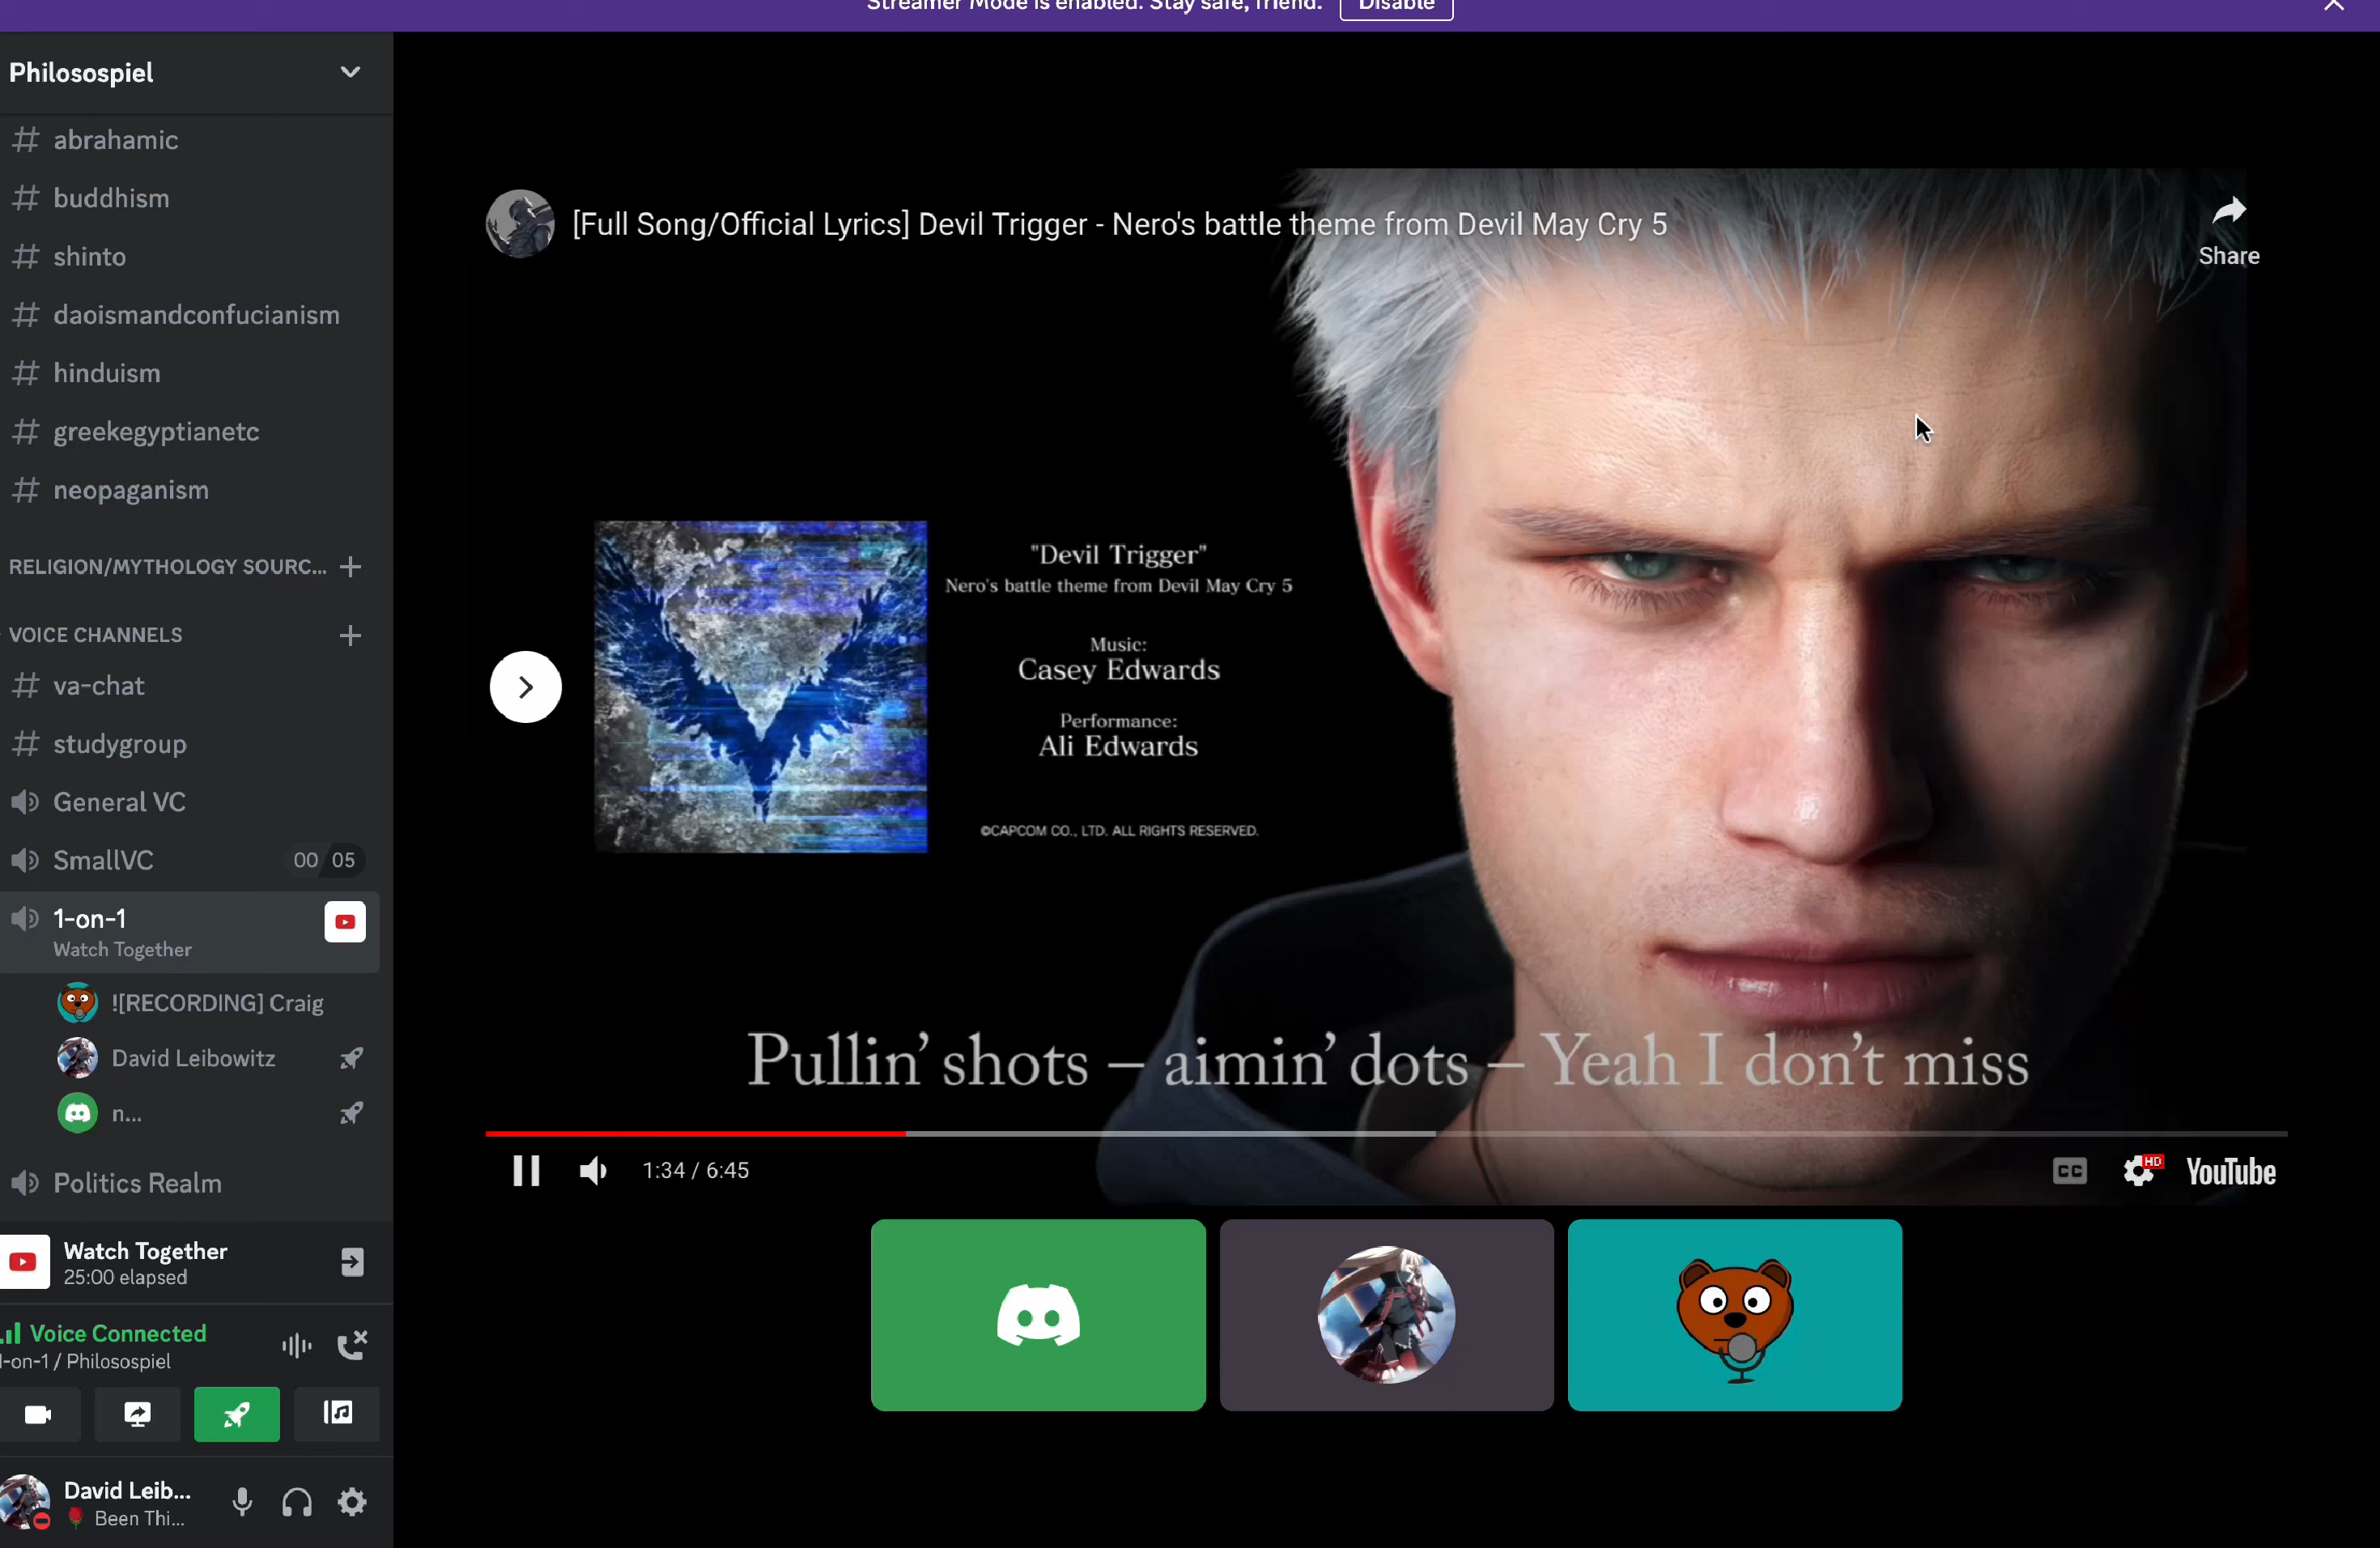 Streamer Mode is enabled. Stay safe, friend. Disable
Philosospiel
# abrahamic
# buddhism
# shinto
# daoismandconfucianism
# hinduism
# greekegyptianetc
# neopaganism
RELIGION/MYTHOLOGY SOURC...
VOICE CHANNELS
# va-chat
# studygroup
General VC
SmallVC 00 05
1-on-1
Watch Together
![RECORDING] Craig
David Leibowitz
n...
Politics Realm
Watch Together
25:00 elapsed
Voice Connected
1-on-1 / Philosospiel
David Leib...
Been Thi...
[Full Song/Official Lyrics] Devil Trigger - Nero's battle theme from Devil May Cry 5
Share
"Devil Trigger"
Nero's battle theme from Devil May Cry 5
Music:
Casey Edwards
Performance:
Ali Edwards
©CAPCOM CO., LTD. ALL RIGHTS RESERVED.
Pullin' shots – aimin' dots – Yeah I don't miss
1:34 / 6:45
CC HD YouTube